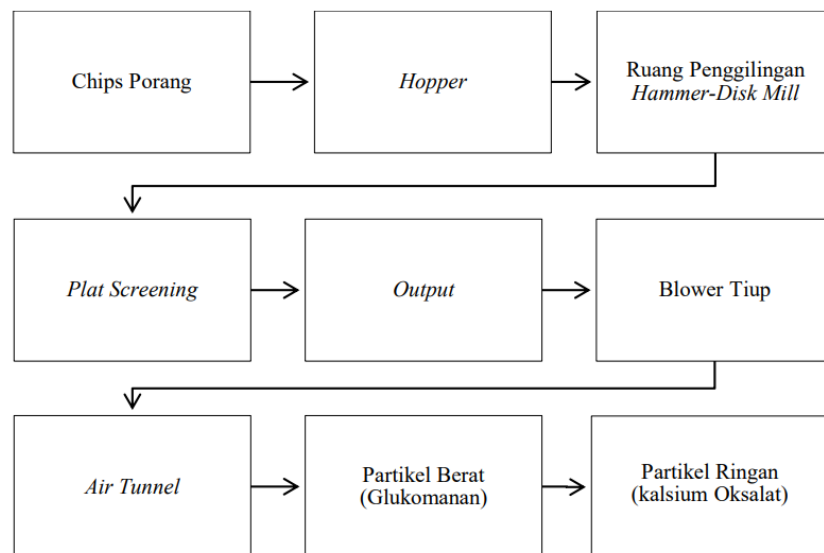 Chips Porang
Hopper
Ruang Penggilingan
Hammer-Disk Mill
Plat Screening
Output
Blower Tiup
Air Tunnel
Partikel Berat
(Glukomanan)
Partikel Ringan
(kalsium Oksalat)